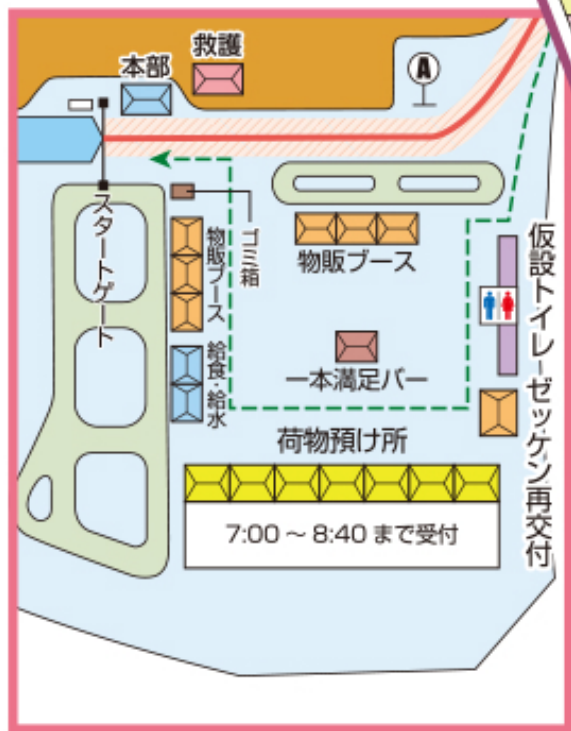 救護
本部
A
スタートゲート
ゴミ箱
物販ブース
物販ブース
仮設トイレ
ゼッケン再交付
一本満足バー
給食・給水
荷物預け所
7:00 ～ 8:40 まで受付